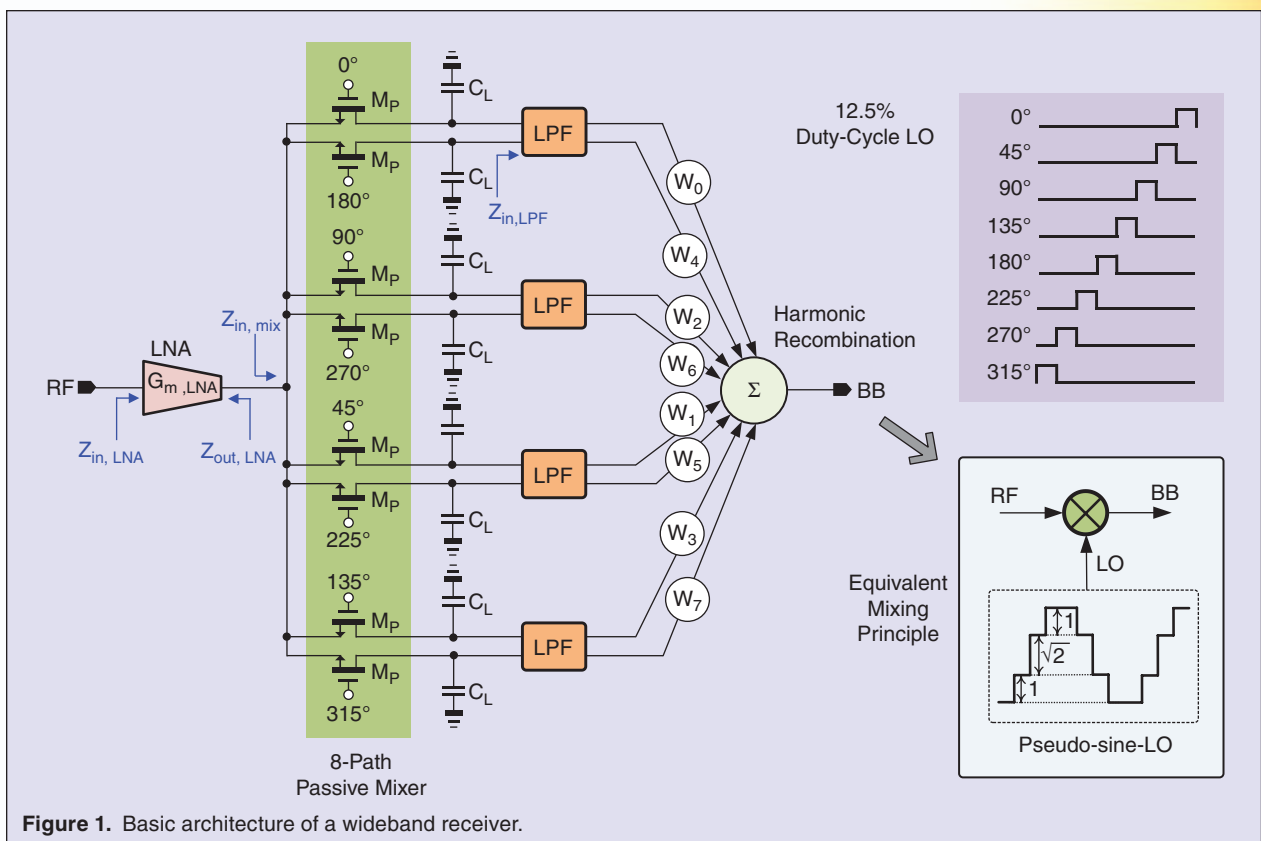 0°
M_P
C_L
LPF
M_P
180°
C_L
Z_in,LPF
W_0
W_4
90°
M_P
C_L
LPF
M_P
270°
C_L
W_2
W_6
Z_in, mix
LNA
RF
G_m ,LNA
Z_in, LNA
Z_out, LNA
45°
M_P
C_L
LPF
M_P
225°
C_L
W_1
W_5
135°
M_P
C_L
LPF
M_P
315°
C_L
W_3
W_7
8-Path
Passive Mixer
Harmonic
Recombination
Σ
BB
12.5%
Duty-Cycle LO
0°
45°
90°
135°
180°
225°
270°
315°
RF
BB
LO
Equivalent
Mixing
Principle
1
√2
1
Pseudo-sine-LO
Figure 1. Basic architecture of a wideband receiver.